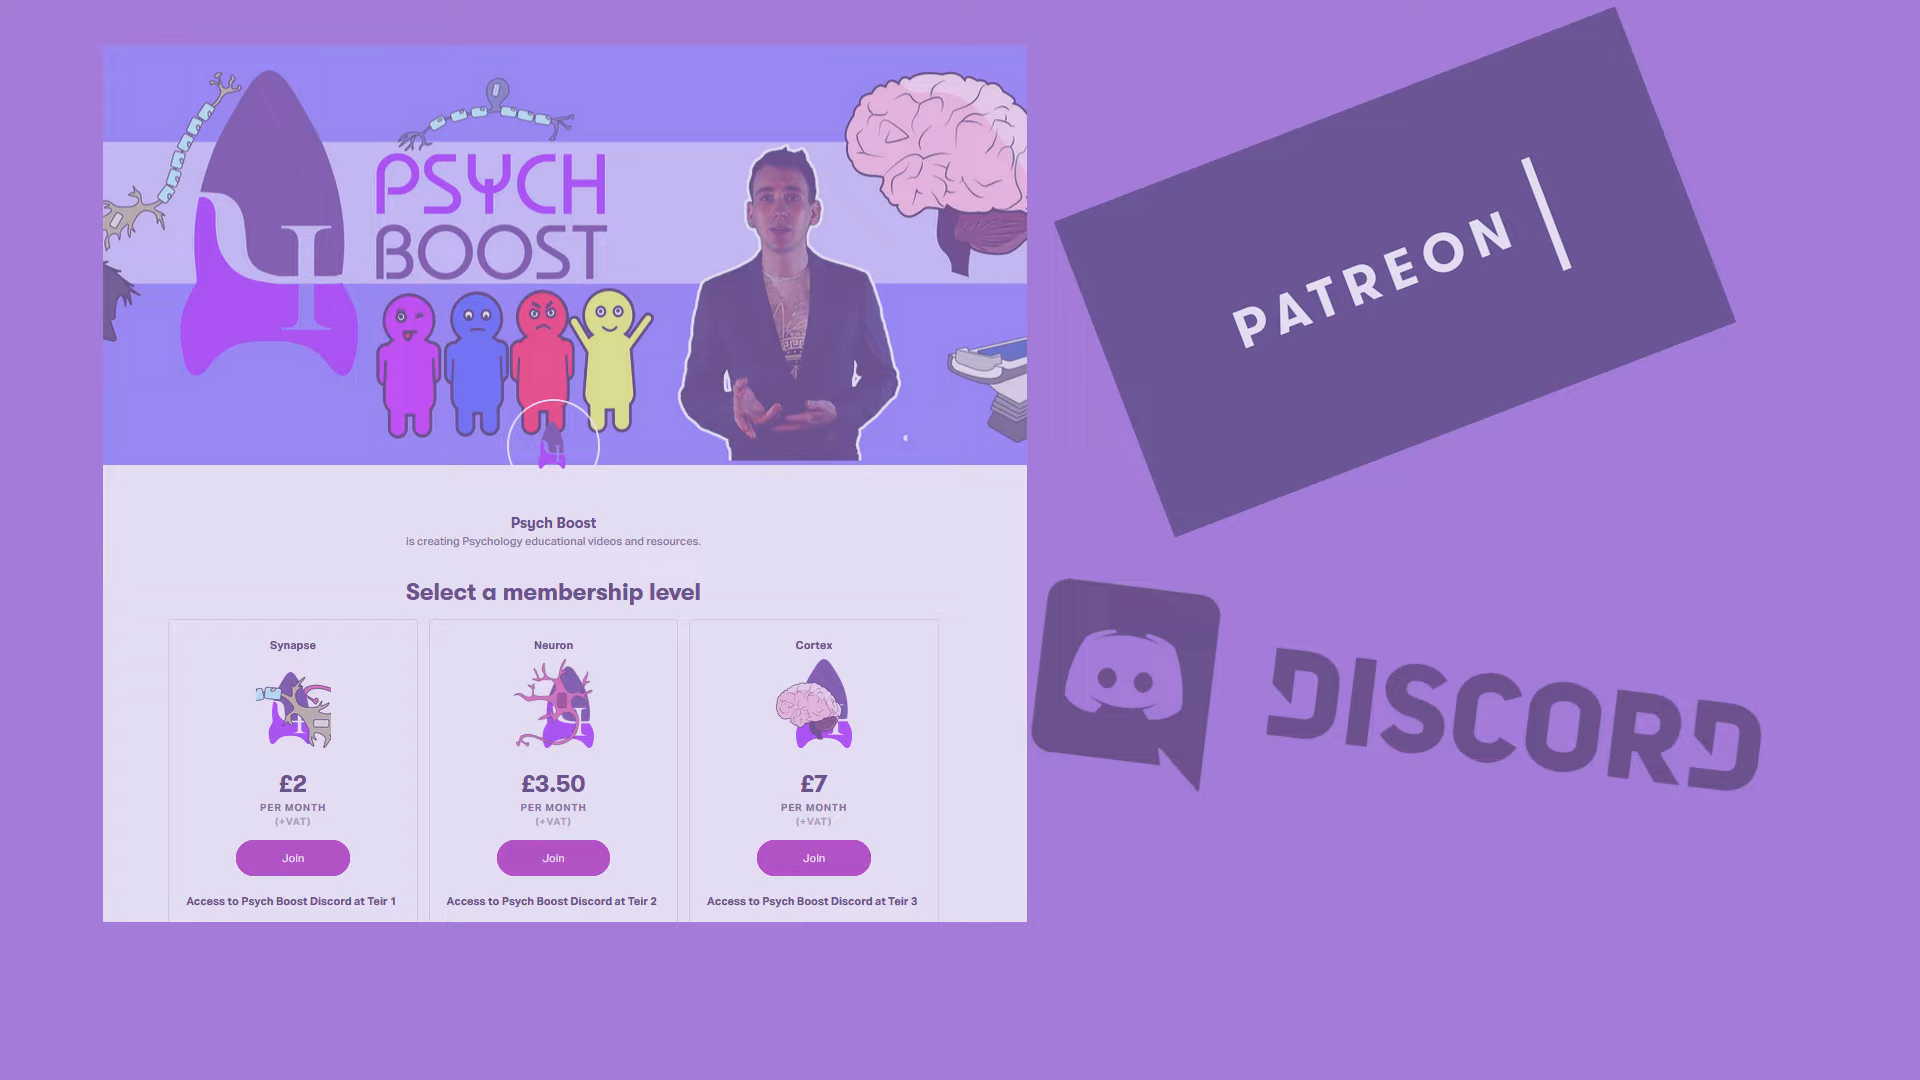 PSYCH
BOOST
Psych Boost
is creating Psychology educational videos and resources.
Select a membership level
Synapse
£2
PER MONTH
(+VAT)
Join
Access to Psych Boost Discord at Teir 1
Neuron
£3.50
PER MONTH
(+VAT)
Join
Access to Psych Boost Discord at Teir 2
Cortex
£7
PER MONTH
(+VAT)
Join
Access to Psych Boost Discord at Teir 3
PATREON
DISCORD